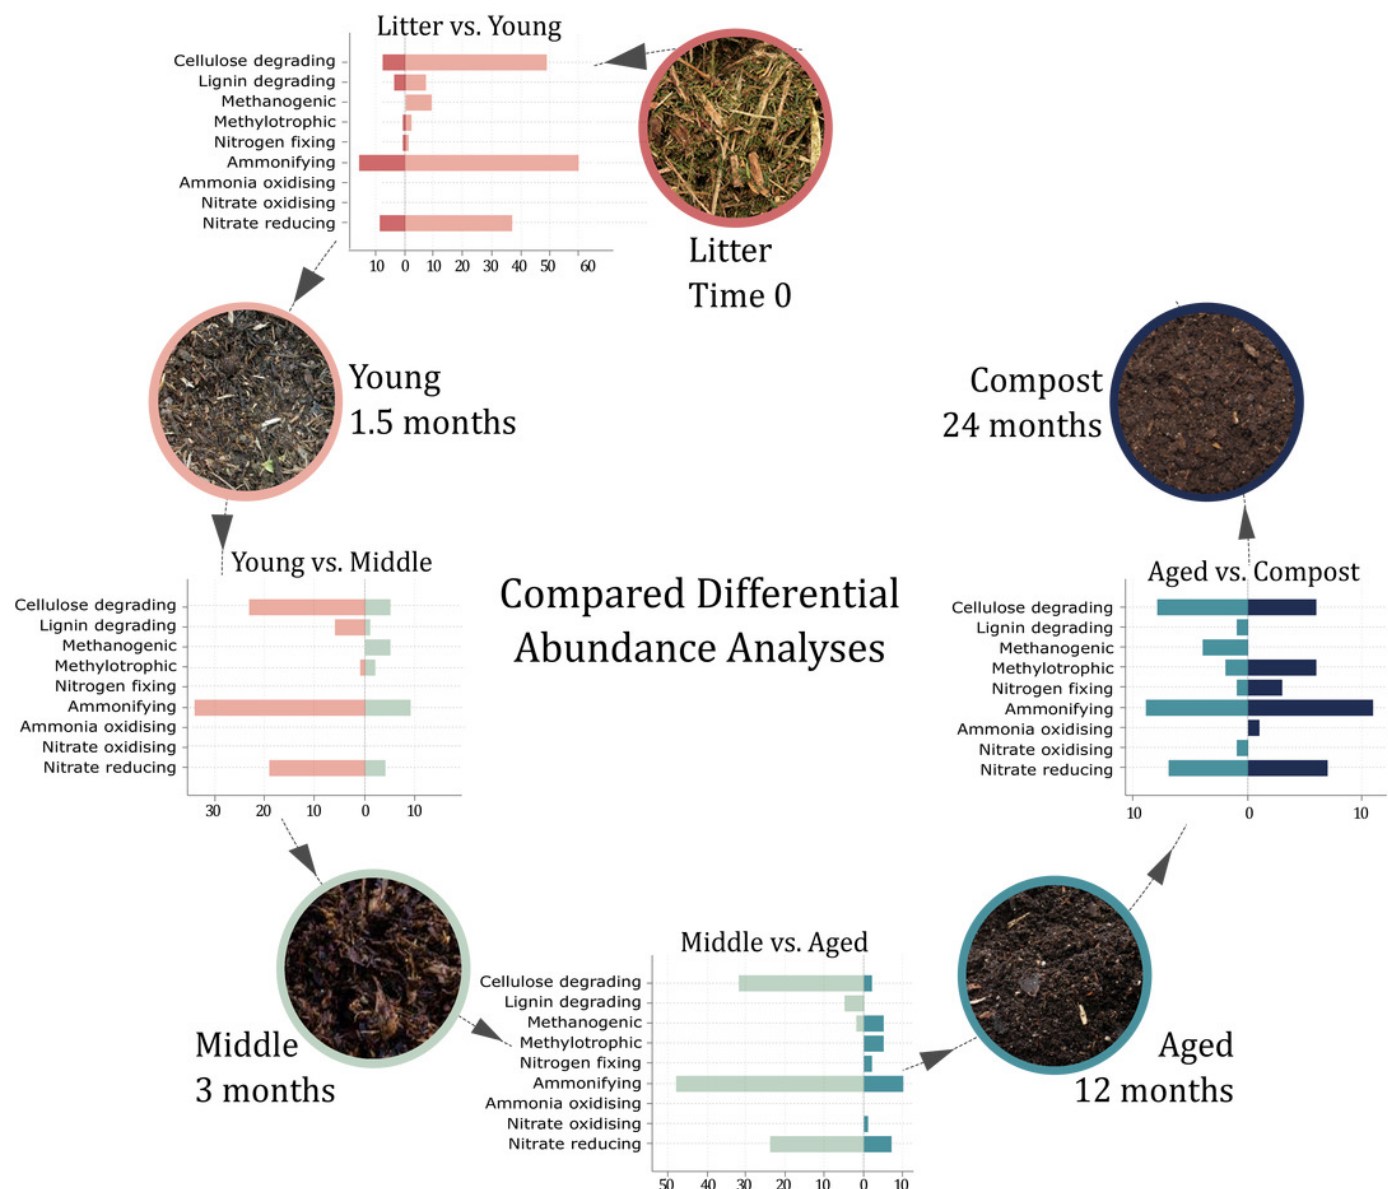 Litter vs. Young
Cellulose degrading
Lignin degrading
Methanogenic
Methylotrophic
Nitrogen fixing
Ammonifying
Ammonia oxidising
Nitrate oxidising
Nitrate reducing
10 0 10 20 30 40 50 60
Litter
Time 0
Young
1.5 months
Compost
24 months
Young vs. Middle
Cellulose degrading
Lignin degrading
Methanogenic
Methylotrophic
Nitrogen fixing
Ammonifying
Ammonia oxidising
Nitrate oxidising
Nitrate reducing
30 20 10 0 10
Compared Differential
Abundance Analyses
Aged vs. Compost
Cellulose degrading
Lignin degrading
Methanogenic
Methylotrophic
Nitrogen fixing
Ammonifying
Ammonia oxidising
Nitrate oxidising
Nitrate reducing
10 0 10
Middle
3 months
Middle vs. Aged
Cellulose degrading
Lignin degrading
Methanogenic
Methylotrophic
Nitrogen fixing
Ammonifying
Ammonia oxidising
Nitrate oxidising
Nitrate reducing
50 40 30 20 10 0 10
Aged
12 months